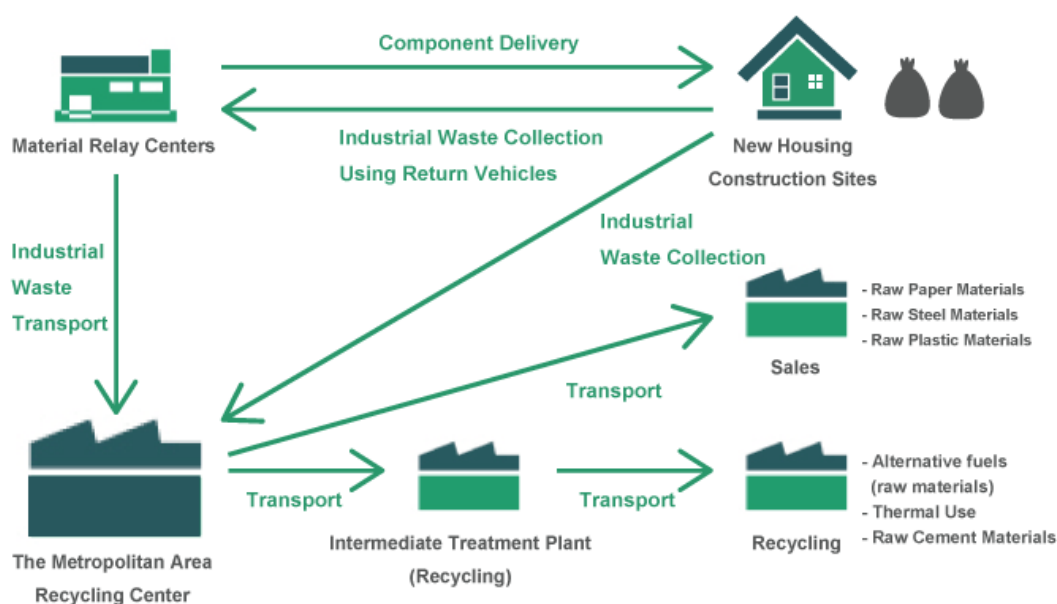 Component Delivery
Material Relay Centers
Industrial Waste Collection
Using Return Vehicles
New Housing
Construction Sites
Industrial
Waste
Transport
Industrial
Waste Collection
- Raw Paper Materials
- Raw Steel Materials
- Raw Plastic Materials
Sales
Transport
Transport
Transport
- Alternative fuels
(raw materials)
- Thermal Use
- Raw Cement Materials
The Metropolitan Area
Recycling Center
Intermediate Treatment Plant
(Recycling)
Recycling